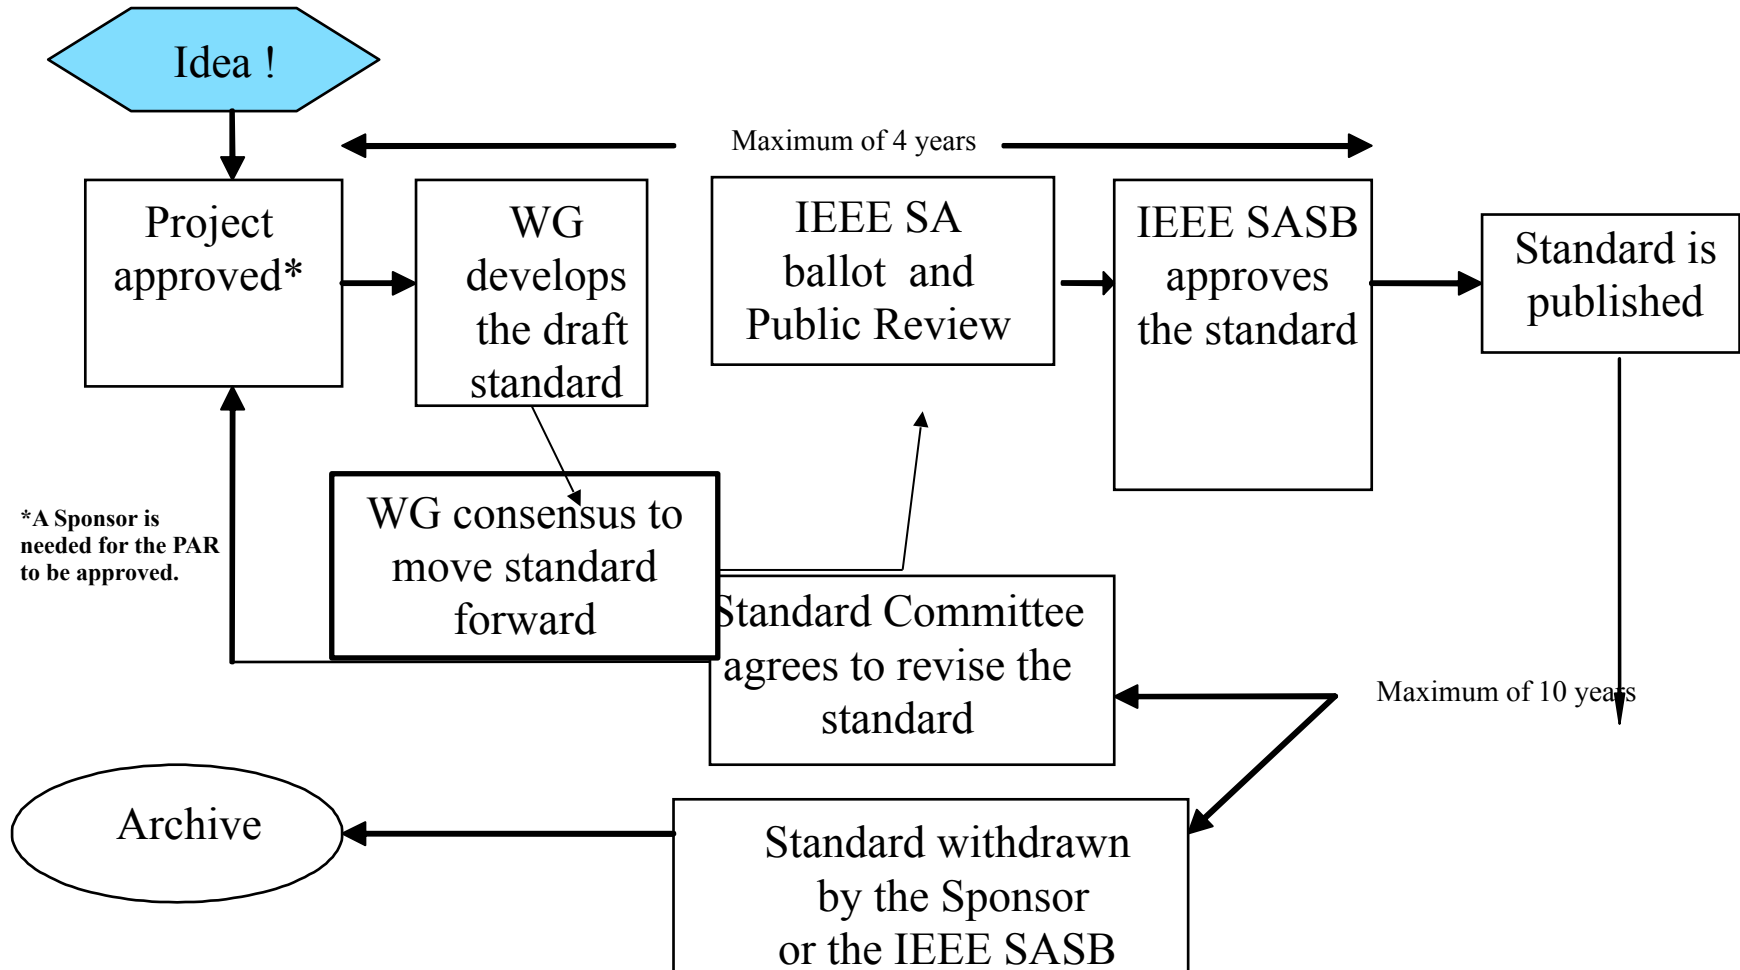 Idea !
Maximum of 4 years
Project
approved*
WG
develops
the draft
standard
IEEE SA
ballot and
Public Review
IEEE SASB
approves
the standard
Standard is
published
*A Sponsor is
needed for the PAR
to be approved.
WG consensus to
move standard
forward
Standard Committee
agrees to revise the
standard
Maximum of 10 years
Archive
Standard withdrawn
by the Sponsor
or the IEEE SASB